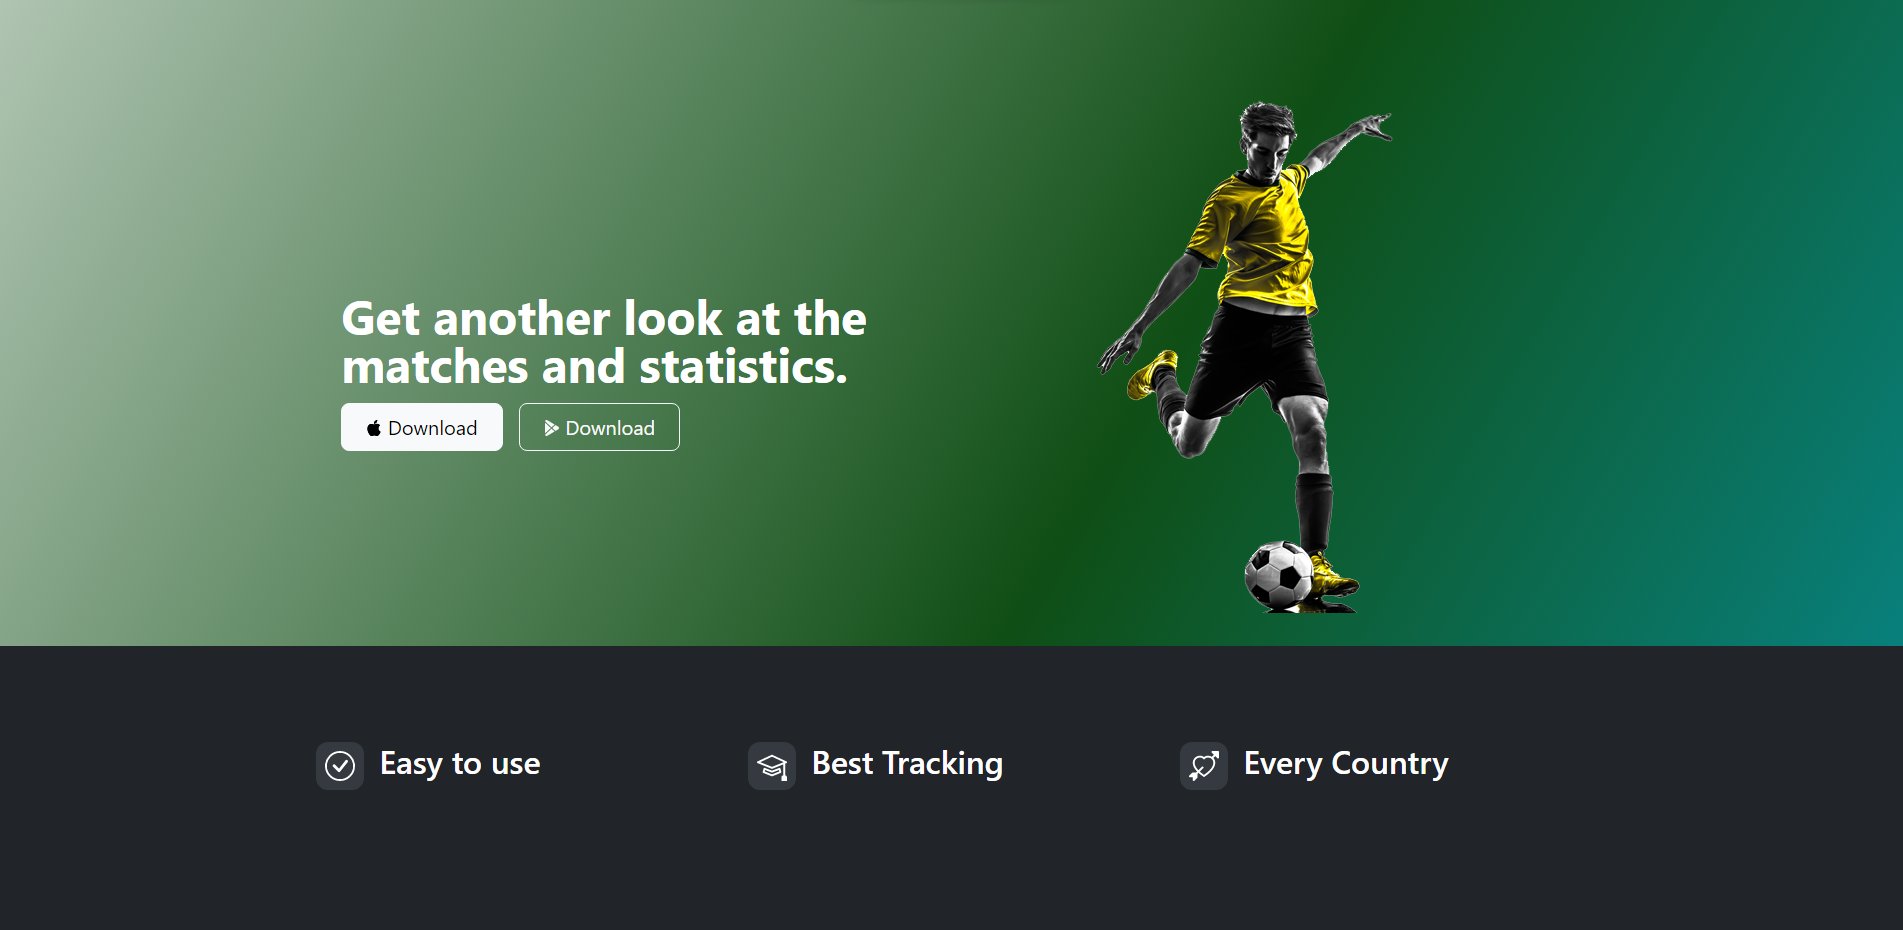 Get another look at the
matches and statistics.
Download
Download
Easy to use
Best Tracking
Every Country